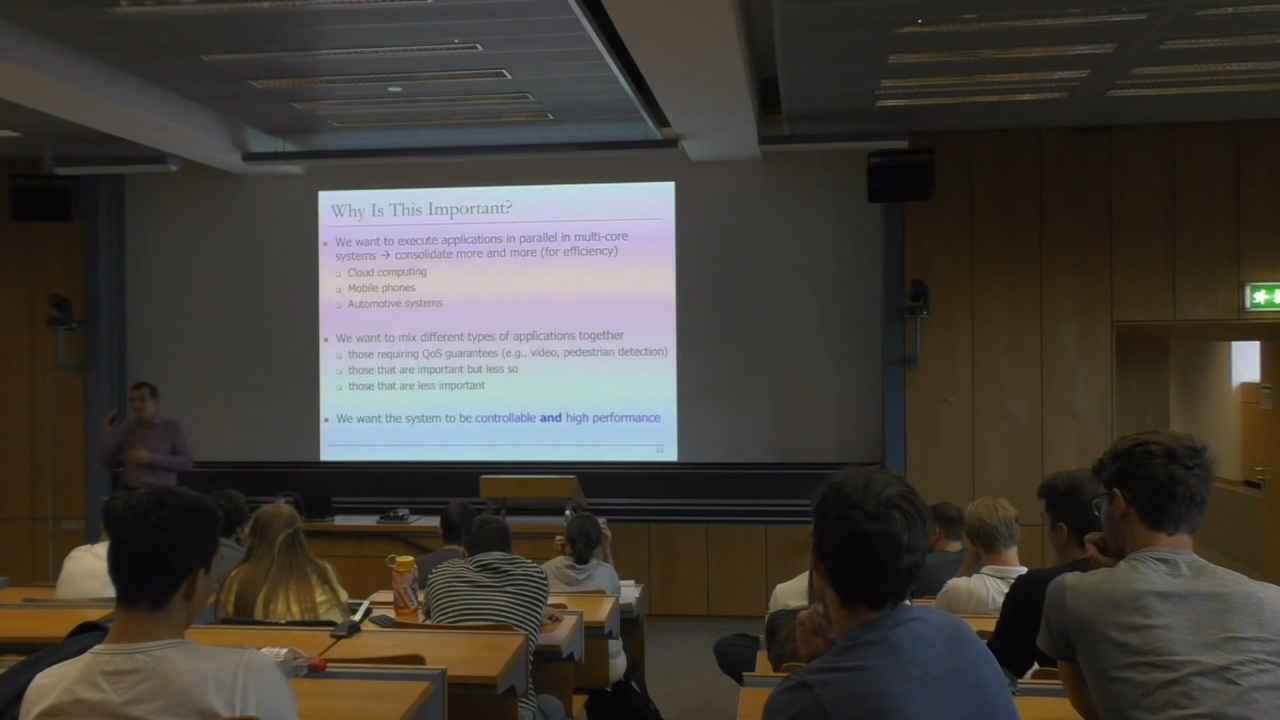 Why Is This Important?
We want to execute applications in parallel in multi-core
systems → consolidate more and more (for efficiency)
Cloud computing
Mobile phones
Automotive systems
We want to mix different types of applications together
those requiring QoS guarantees (e.g., video, pedestrian detection)
those that are important but less so
those that are less important
We want the system to be controllable and high performance